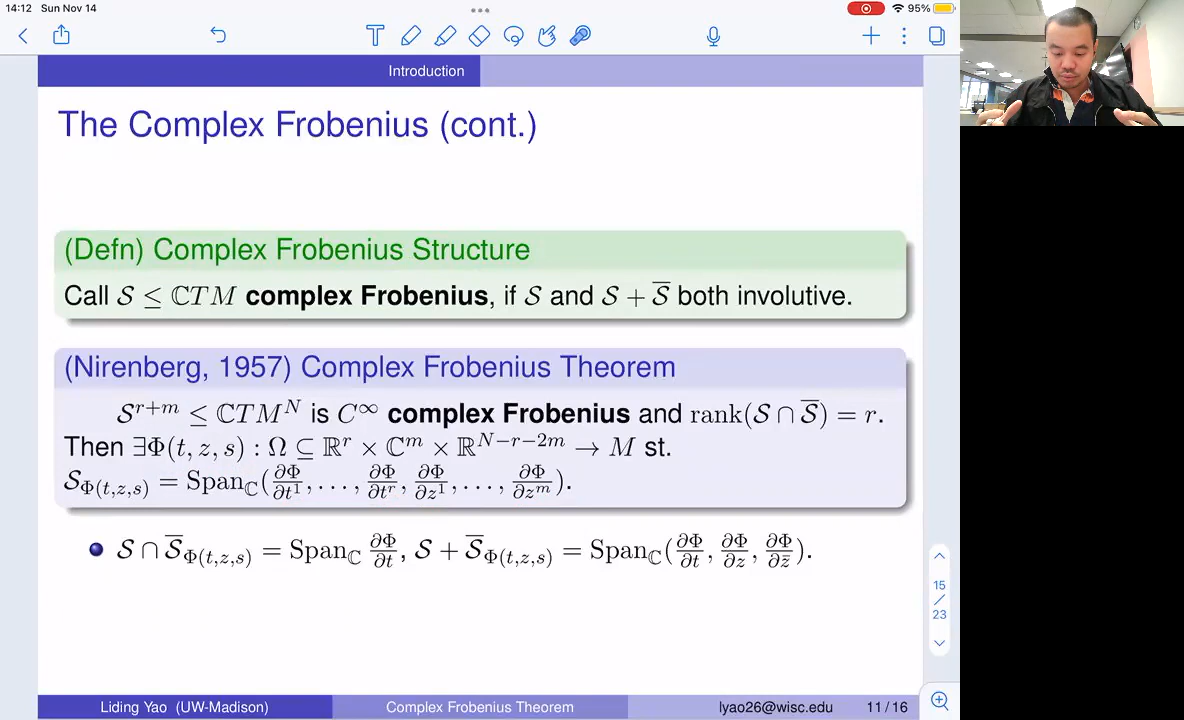 14:12 Sun Nov 14
95%
Introduction
The Complex Frobenius (cont.)
(Defn) Complex Frobenius Structure
Call 𝒮 ≤ ℂTM complex Frobenius, if 𝒮 and 𝒮 + 𝒮̅ both involutive.
(Nirenberg, 1957) Complex Frobenius Theorem
𝒮^{r+m} ≤ ℂTM^N is C^∞ complex Frobenius and rank(𝒮 ∩ 𝒮̅) = r.
Then ∃Φ(t, z, s) : Ω ⊆ ℝ^r × ℂ^m × ℝ^{N−r−2m} → M st.
𝒮_{Φ(t,z,s)} = Span_ℂ(∂Φ/∂t^1, . . . , ∂Φ/∂t^r, ∂Φ/∂z^1, . . . , ∂Φ/∂z^m).
𝒮 ∩ 𝒮̅_{Φ(t,z,s)} = Span_ℂ ∂Φ/∂t, 𝒮 + 𝒮̅_{Φ(t,z,s)} = Span_ℂ(∂Φ/∂t, ∂Φ/∂z, ∂Φ/∂z̄).
15
/
23
Liding Yao (UW-Madison) Complex Frobenius Theorem lyao26@wisc.edu 11 / 16